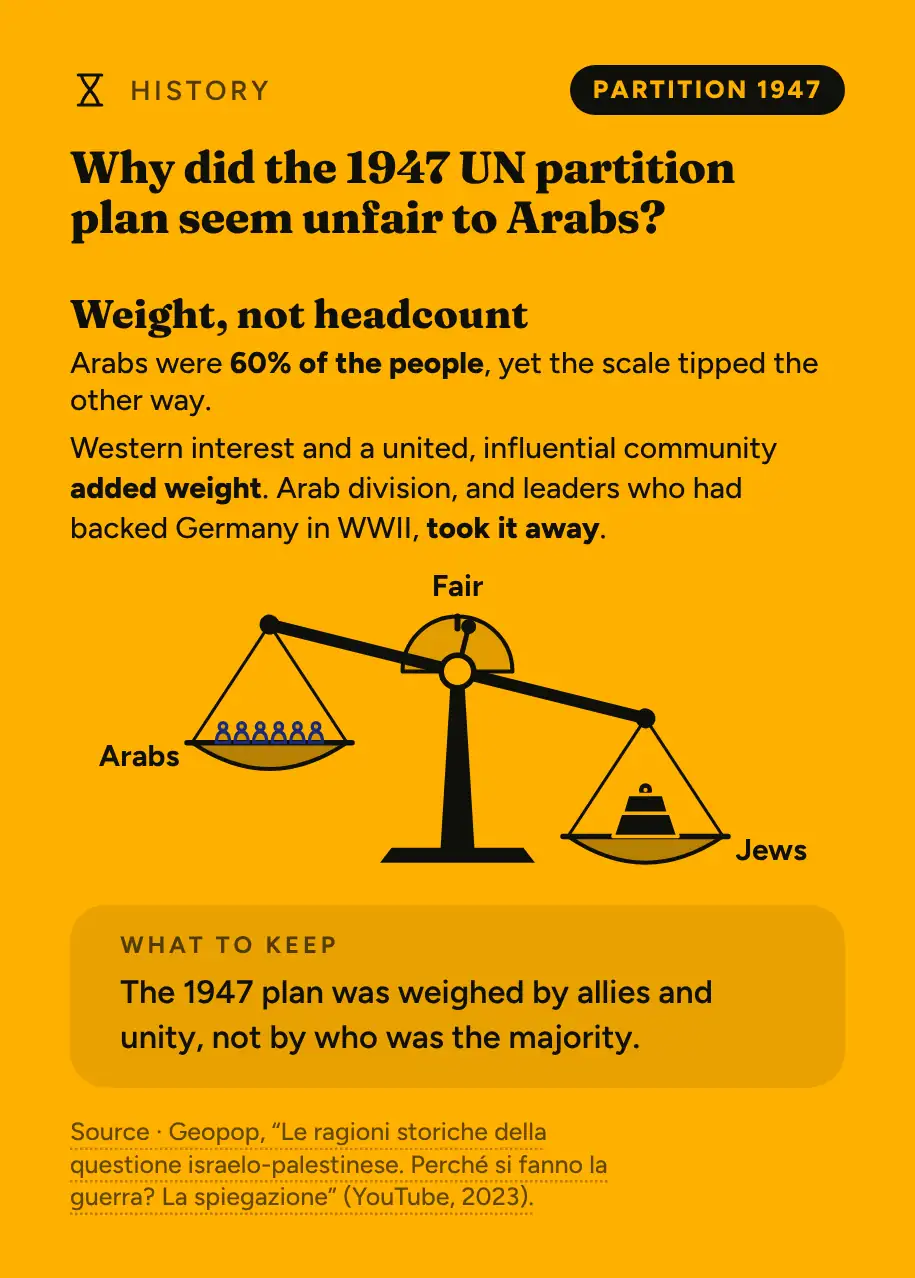 HISTORY
PARTITION 1947
Why did the 1947 UN partition
plan seem unfair to Arabs?
Weight, not headcount
Arabs were 60% of the people, yet the scale tipped the
other way.
Western interest and a united, influential community
added weight. Arab division, and leaders who had
backed Germany in WWII, took it away.
Fair
Arabs
Jews
WHAT TO KEEP
The 1947 plan was weighed by allies and
unity, not by who was the majority.
Source · Geopop, “Le ragioni storiche della
questione israelo-palestinese. Perché si fanno la
guerra? La spiegazione” (YouTube, 2023).